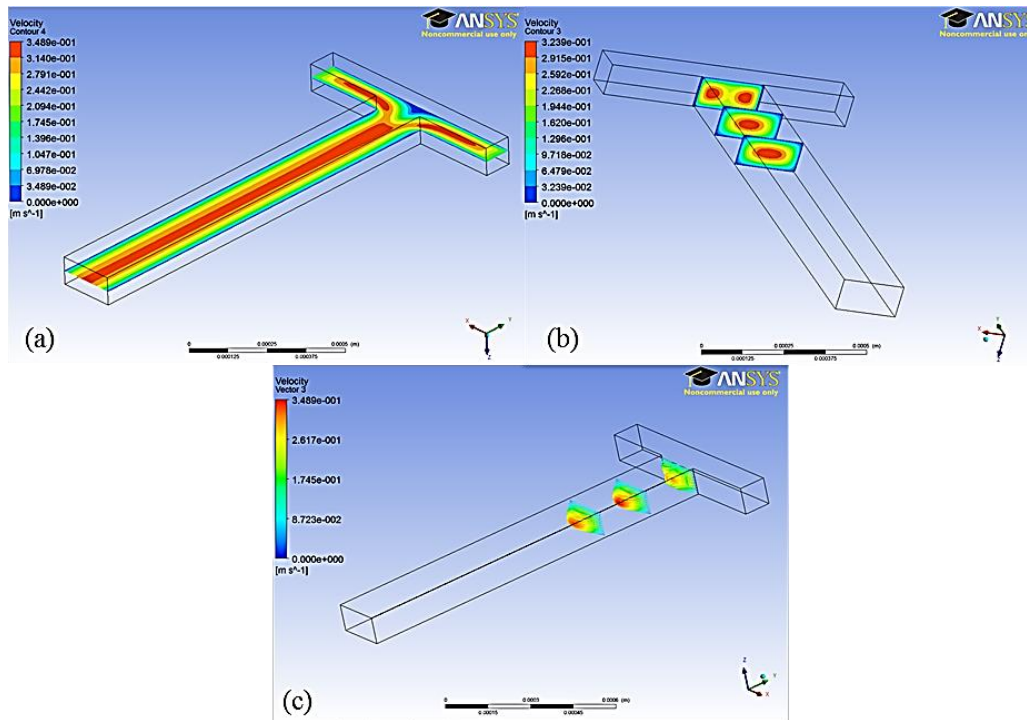 Velocity
Contour 4
3.489e-001
3.140e-001
2.791e-001
2.442e-001
2.094e-001
1.745e-001
1.396e-001
1.047e-001
6.978e-002
3.489e-002
0.000e+000
[m s^-1]
ANSYS
Noncommercial use only
X
Y
Z
0
0.00025
0.0005
(m)
0.000125
0.000375
(a)
Velocity
Contour 3
3.239e-001
2.915e-001
2.592e-001
2.268e-001
1.944e-001
1.620e-001
1.296e-001
9.718e-002
6.479e-002
3.239e-002
0.000e+000
[m s^-1]
ANSYS
Noncommercial use only
X
Y
Z
0
0.00025
0.0005
(m)
0.000125
0.000375
(b)
Velocity
Vector 3
3.489e-001
2.617e-001
1.745e-001
8.723e-002
0.000e+000
[m s^-1]
ANSYS
Noncommercial use only
Z
Y
X
0
0.0003
0.0006
(m)
0.00015
0.00045
(c)